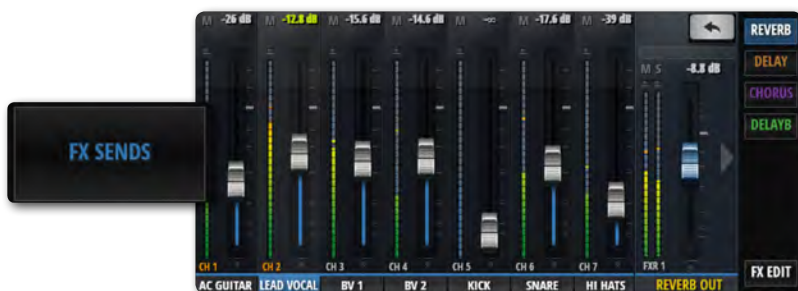 FX SENDS
M -26 dB M -12.8 dB M -15.6 dB M -14.6 dB M -∞ M -17.6 dB M -39 dB
M S -8.8 dB
REVERB
DELAY
CHORUS
DELAYB
CH 1 CH 2 CH 3 CH 4 CH 5 CH 6 CH 7 FXR 1
AC GUITAR LEAD VOCAL BV 1 BV 2 KICK SNARE HI HATS REVERB OUT
FX EDIT